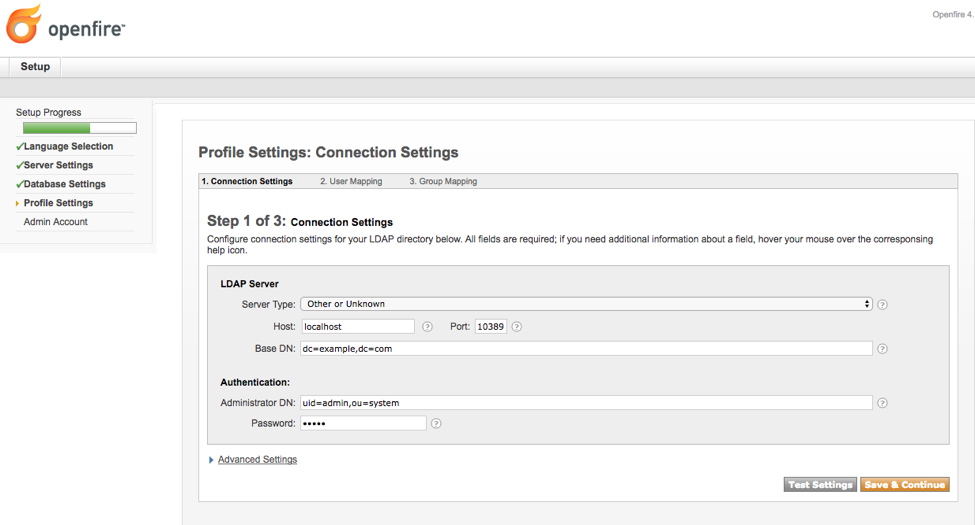 openfire™
Openfire 4.
Setup
Setup Progress
Language Selection
Server Settings
Database Settings
Profile Settings
Admin Account
Profile Settings: Connection Settings
1. Connection Settings 2. User Mapping 3. Group Mapping
Step 1 of 3: Connection Settings
Configure connection settings for your LDAP directory below. All fields are required; if you need additional information about a field, hover your mouse over the corresponsing
help icon.
LDAP Server
Server Type: Other or Unknown ?
Host: localhost ? Port: 10389 ?
Base DN: dc=example,dc=com ?
Authentication:
Administrator DN: uid=admin,ou=system ?
Password: ••••• ?
Advanced Settings
Test Settings Save & Continue